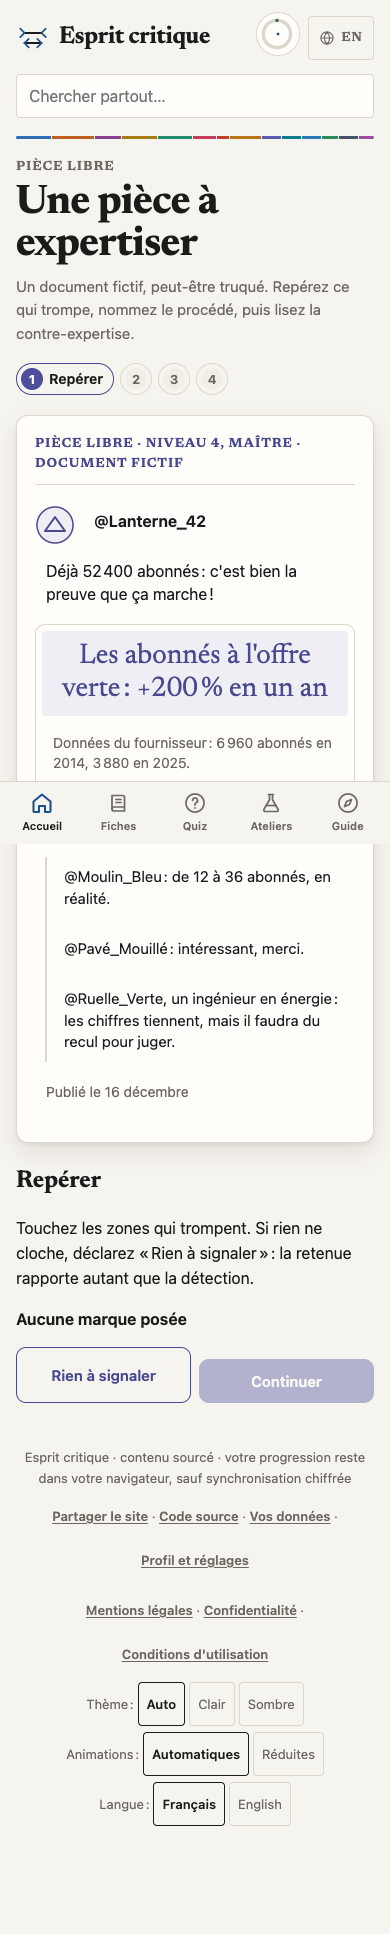 Esprit critique
EN
Chercher partout...
PIÈCE LIBRE
Une pièce à
expertiser
Un document fictif, peut-être truqué. Repérez ce
qui trompe, nommez le procédé, puis lisez la
contre-expertise.
1 Repérer 2 3 4
PIÈCE LIBRE · NIVEAU 4, MAÎTRE ·
DOCUMENT FICTIF
@Lanterne_42
Déjà 52 400 abonnés : c'est bien la
preuve que ça marche !
Les abonnés à l'offre
verte : +200 % en un an
Données du fournisseur : 6 960 abonnés en
2014, 3 880 en 2025.
Accueil Fiches Quiz Ateliers Guide
@Moulin_Bleu : de 12 à 36 abonnés, en
réalité.
@Pavé_Mouillé : intéressant, merci.
@Ruelle_Verte, un ingénieur en énergie :
les chiffres tiennent, mais il faudra du
recul pour juger.
Publié le 16 décembre
Repérer
Touchez les zones qui trompent. Si rien ne
cloche, déclarez « Rien à signaler » : la retenue
rapporte autant que la détection.
Aucune marque posée
Rien à signaler
Continuer
Esprit critique · contenu sourcé · votre progression reste
dans votre navigateur, sauf synchronisation chiffrée
Partager le site · Code source · Vos données ·
Profil et réglages
Mentions légales · Confidentialité ·
Conditions d'utilisation
Thème : Auto Clair Sombre
Animations : Automatiques Réduites
Langue : Français English